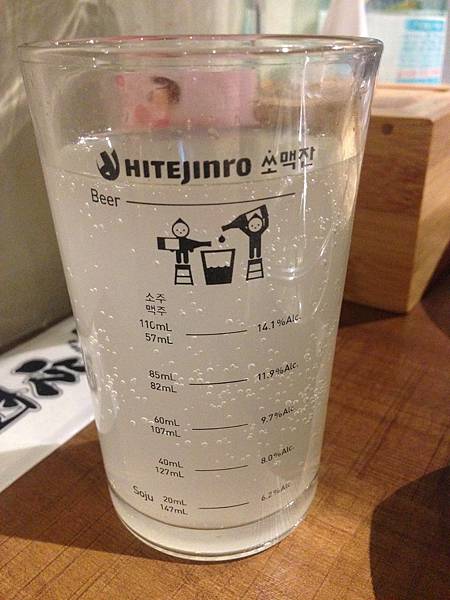 HITEJINRO 쏘맥잔
Beer
소주
맥주
110mL
57mL
14.1%Alc.
85mL
82mL
11.9%Alc.
60mL
107mL
9.7%Alc.
40mL
127mL
8.0%Alc.
Soju 20mL
147mL
6.2%Alc.